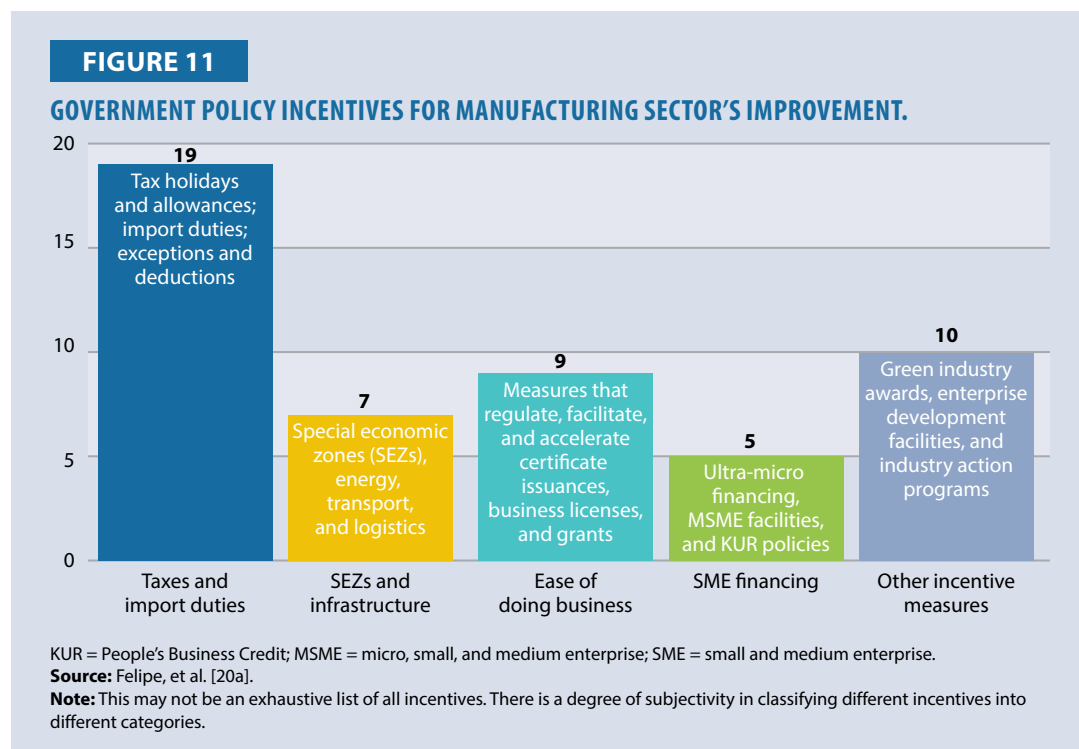 FIGURE 11
GOVERNMENT POLICY INCENTIVES FOR MANUFACTURING SECTOR'S IMPROVEMENT.
20
15
10
5
0
19
Tax holidays
and allowances;
import duties;
exceptions and
deductions
7
Special economic
zones (SEZs),
energy,
transport,
and logistics
9
Measures that
regulate, facilitate,
and accelerate
certificate
issuances,
business licenses,
and grants
5
Ultra-micro
financing,
MSME facilities,
and KUR policies
10
Green industry
awards, enterprise
development
facilities, and
industry action
programs
Taxes and
import duties
SEZs and
infrastructure
Ease of
doing business
SME financing
Other incentive
measures
KUR = People's Business Credit; MSME = micro, small, and medium enterprise; SME = small and medium enterprise.
Source: Felipe, et al. [20a].
Note: This may not be an exhaustive list of all incentives. There is a degree of subjectivity in classifying different incentives into
different categories.